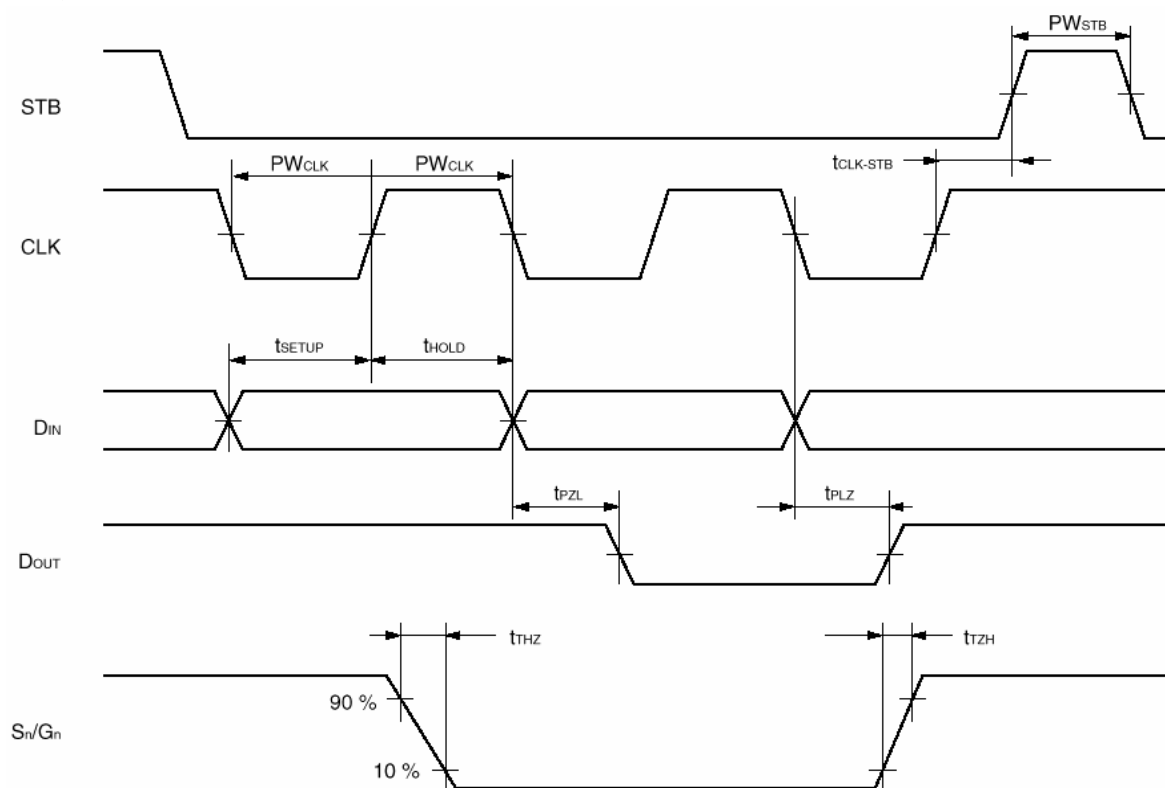 PWSTB
STB
tCLK-STB
PWCLK PWCLK
CLK
tSETUP tHOLD
DIN
tPZL tPLZ
DOUT
tTHZ tTZH
90 %
Sn/Gn
10 %